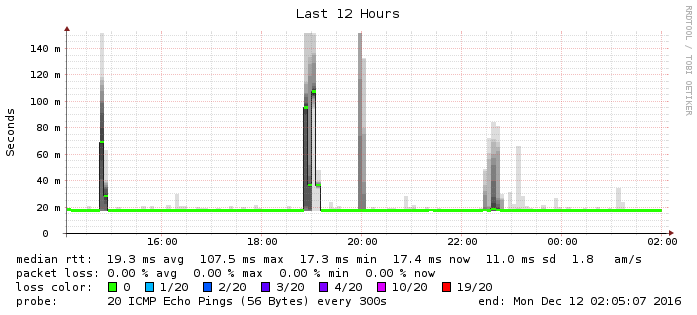 Last 12 Hours
RRDTOOL / TOBI OETIKER
Seconds
140 m
120 m
100 m
80 m
60 m
40 m
20 m
0
16:00 18:00 20:00 22:00 00:00 02:00
median rtt: 19.3 ms avg 107.5 ms max 17.3 ms min 17.4 ms now 11.0 ms sd 1.8 am/s
packet loss: 0.00 % avg 0.00 % max 0.00 % min 0.00 % now
loss color: 0 1/20 2/20 3/20 4/20 10/20 19/20
probe: 20 ICMP Echo Pings (56 Bytes) every 300s end: Mon Dec 12 02:05:07 2016